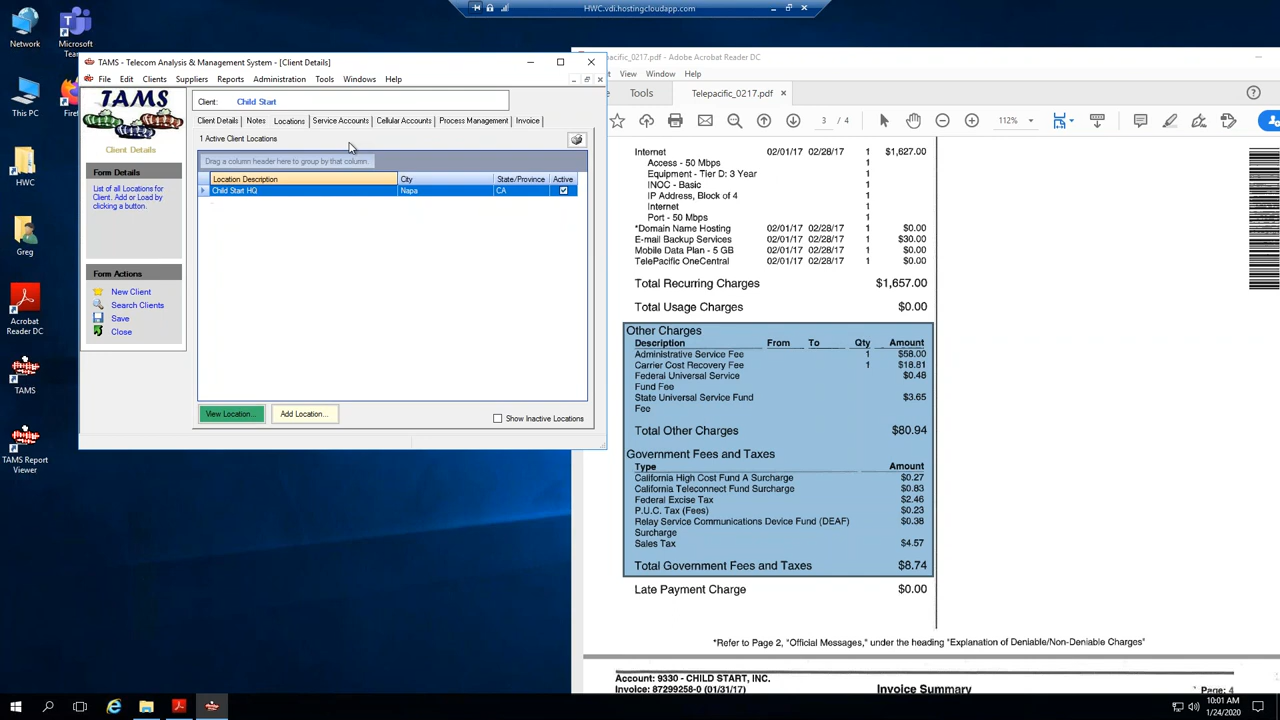 HWC.vdi.hostingcloudapp.com
Network
Microsoft
Team
This PC
Firef
HWC
Greg
Acrobat
Reader DC
TAMS
TAMS Report
Viewer
TAMS - Telecom Analysis & Management System - [Client Details]
File Edit Clients Suppliers Reports Administration Tools Windows Help
TAMS
Client Details
Form Details
List of all Locations for
Client. Add or Load by
clicking a button.
Form Actions
New Client
Search Clients
Save
Close
Client: Child Start
Client Details Notes Locations Service Accounts Cellular Accounts Process Management Invoice
1 Active Client Locations
Drag a column header here to group by that column
Location Description City State/Province Active
Child Start HQ Napa CA
View Location... Add Location... Show Inactive Locations
epacific_0217.pdf - Adobe Acrobat Reader DC
t View Window Help
e Tools Telepacific_0217.pdf ×
3 / 4 112%
Internet 02/01/17 02/28/17 1 $1,627.00
Access - 50 Mbps 1
Equipment - Tier D: 3 Year 1
INOC - Basic 1
IP Address, Block of 4 1
Internet 1
Port - 50 Mbps 1
*Domain Name Hosting 02/01/17 02/28/17 1 $0.00
E-mail Backup Services 02/01/17 02/28/17 1 $30.00
Mobile Data Plan - 5 GB 02/01/17 02/28/17 1 $0.00
TelePacific OneCentral 02/01/17 02/28/17 1 $0.00
Total Recurring Charges $1,657.00
Total Usage Charges $0.00
Other Charges
Description From To Qty Amount
Administrative Service Fee 1 $58.00
Carrier Cost Recovery Fee 1 $18.81
Federal Universal Service $0.48
Fund Fee
State Universal Service Fund $3.65
Fee
Total Other Charges $80.94
Government Fees and Taxes
Type Amount
California High Cost Fund A Surcharge $0.27
California Teleconnect Fund Surcharge $0.83
Federal Excise Tax $2.46
P.U.C. Tax (Fees) $0.23
Relay Service Communications Device Fund (DEAF) $0.38
Surcharge
Sales Tax $4.57
Total Government Fees and Taxes $8.74
Late Payment Charge $0.00
*Refer to Page 2, "Official Messages," under the heading "Explanation of Deniable/Non-Deniable Charges"
Account: 9330 - CHILD START, INC.
Invoice: 87299258-0 (01/31/17) Invoice Summary Page: 4
10:01 AM
1/24/2020